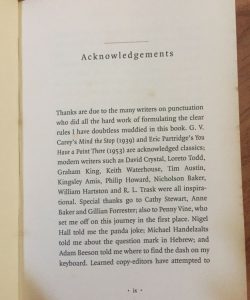 Acknowledgements
Thanks are due to the many writers on punctuation
who did all the hard work of formulating the clear
rules I have doubtless muddied in this book. G. V.
Carey's Mind the Stop (1939) and Eric Partridge's You
Have a Point There (1953) are acknowledged classics;
modern writers such as David Crystal, Loreto Todd,
Graham King, Keith Waterhouse, Tim Austin,
Kingsley Amis, Philip Howard, Nicholson Baker,
William Hartston and R. L. Trask were all inspira-
tional. Special thanks go to Cathy Stewart, Anne
Baker and Gillian Forrester; also to Penny Vine, who
set me off on this journey in the first place. Nigel
Hall told me the panda joke; Michael Handelzalts
told me about the question mark in Hebrew; and
Adam Beeson told me where to find the dash on my
keyboard. Learned copy-editors have attempted to
· ix ·